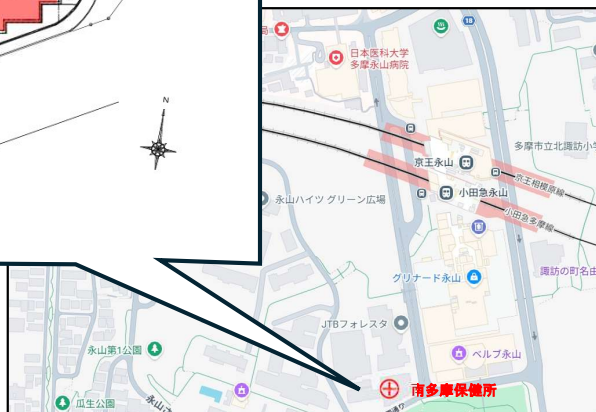 N
18
日本医科大学
多摩永山病院
多摩市立北諏訪小学
京王永山
京王相模原線
小田急永山
小田急多摩線
永山ハイツ グリーン広場
グリナード永山
諏訪の町名由
JTBフォレスタ
ベルブ永山
永山第1公園
南多摩保健所
瓜生公園